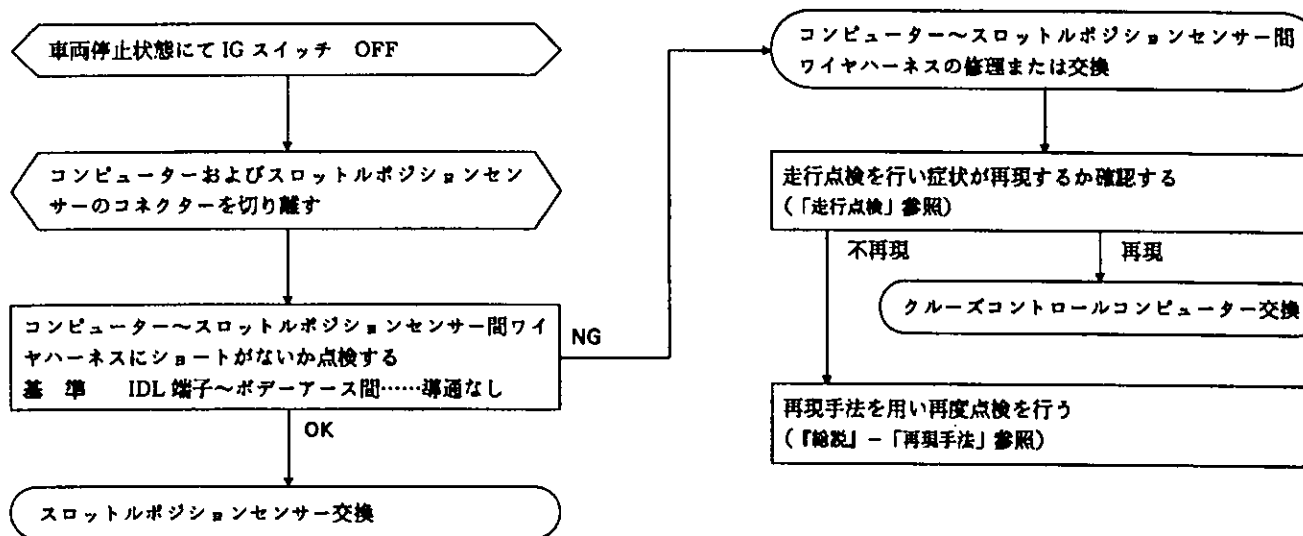 車両停止状態にて IG スイッチ OFF
コンピューターおよびスロットルポジションセン
サーのコネクターを切り離す
コンピューター～スロットルポジションセンサー間ワイ
ヤハーネスにショートがないか点検する
基 準 IDL 端子～ボデーアース間……導通なし
NG
OK
スロットルポジションセンサー交換
コンピューター～スロットルポジションセンサー間
ワイヤハーネスの修理または交換
走行点検を行い症状が再現するか確認する
(「走行点検」参照)
不再現
再現
クルーズコントロールコンピューター交換
再現手法を用い再度点検を行う
(『総説』-「再現手法」参照)